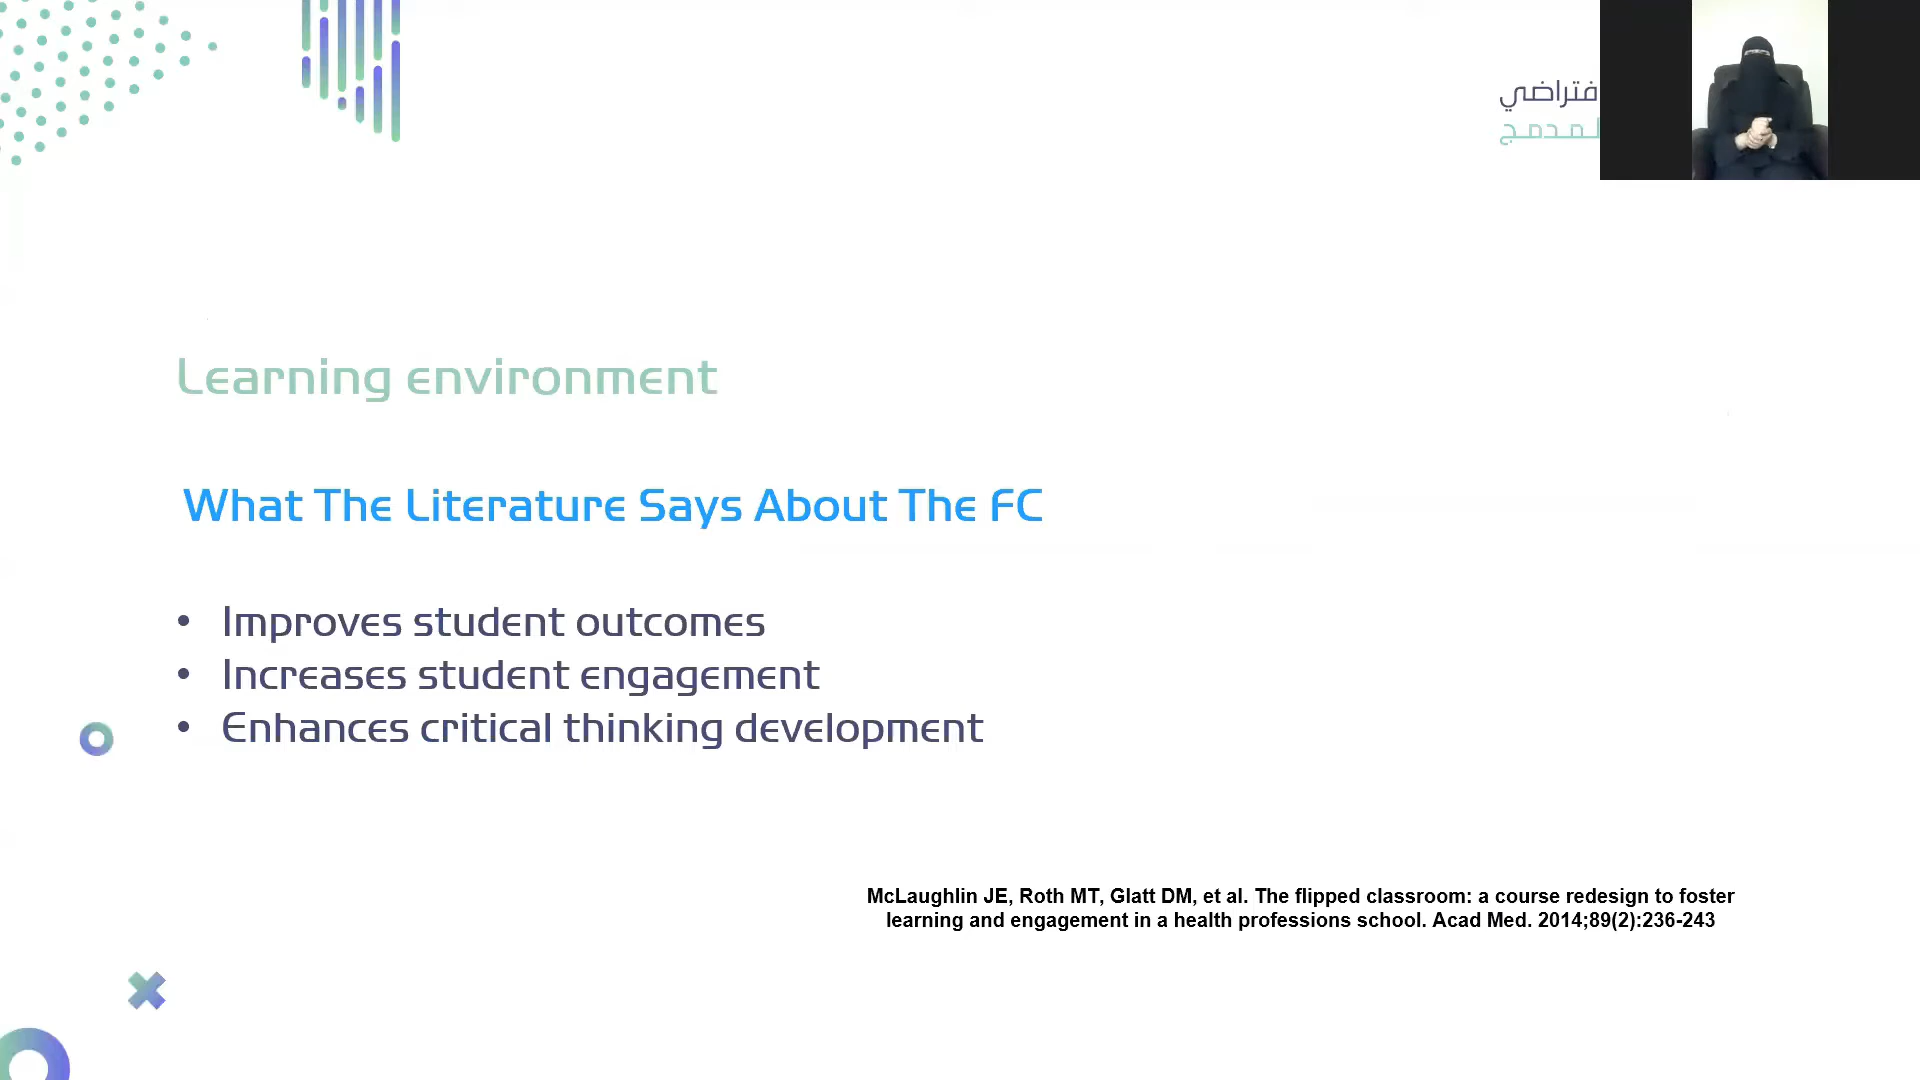 فتراضي
لـمـدمـج
Learning environment
What The Literature Says About The FC
• Improves student outcomes
• Increases student engagement
• Enhances critical thinking development
McLaughlin JE, Roth MT, Glatt DM, et al. The flipped classroom: a course redesign to foster
learning and engagement in a health professions school. Acad Med. 2014;89(2):236-243